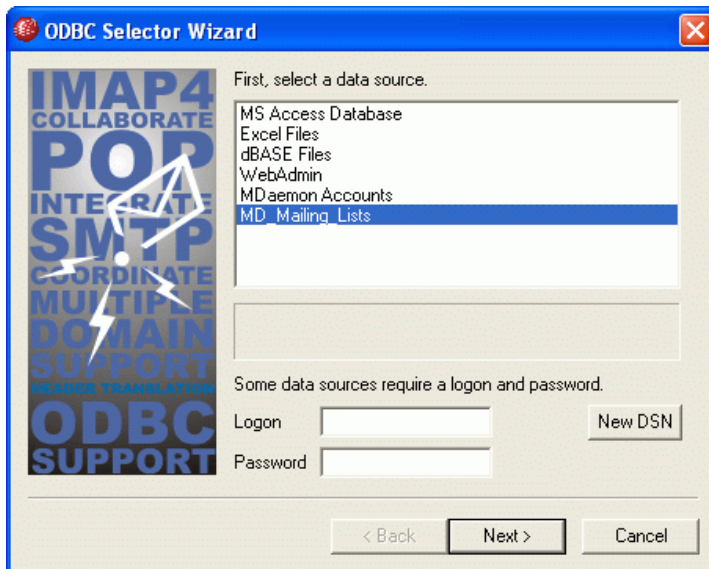 ODBC Selector Wizard
IMAP4
COLLABORATE
POP
INTEGRATE
SMTP
COORDINATE
MULTIPLE
DOMAIN
SUPPORT
HEADER TRANSLATION
ODBC
SUPPORT
First, select a data source.
MS Access Database
Excel Files
dBASE Files
WebAdmin
MDaemon Accounts
MD_Mailing_Lists
Some data sources require a logon and password.
Logon
New DSN
Password
< Back
Next >
Cancel